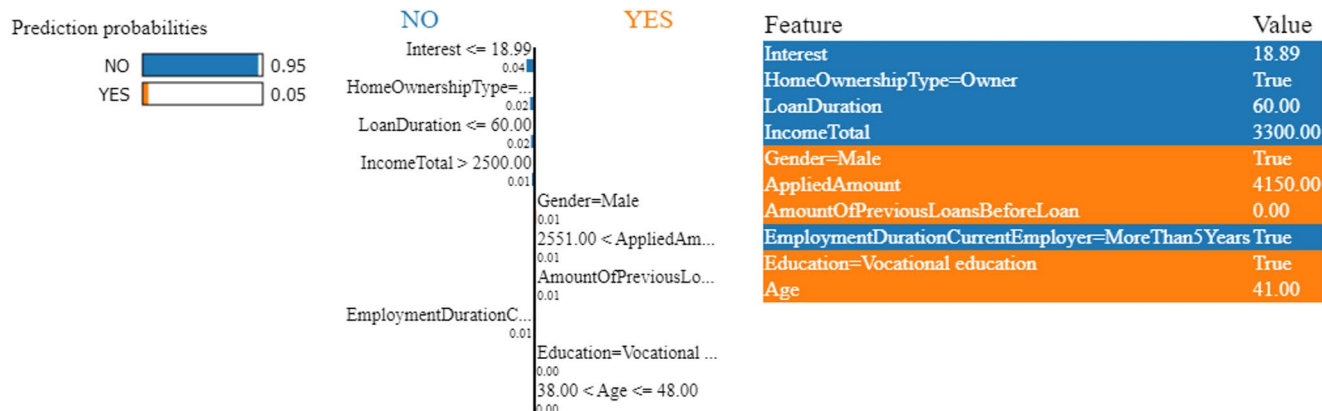 Prediction probabilities
NO 0.95
YES 0.05
NO YES
Interest <= 18.99
0.04
HomeOwnershipType=...
0.02
LoanDuration <= 60.00
0.02
IncomeTotal > 2500.00
0.01
Gender=Male
0.01
2551.00 < AppliedAm...
0.01
AmountOfPreviousLo...
0.01
EmploymentDurationC...
0.01
Education=Vocational ...
0.00
38.00 < Age <= 48.00
0.00
Feature Value
Interest 18.89
HomeOwnershipType=Owner True
LoanDuration 60.00
IncomeTotal 3300.00
Gender=Male True
AppliedAmount 4150.00
AmountOfPreviousLoansBeforeLoan 0.00
EmploymentDurationCurrentEmployer=MoreThan5Years True
Education=Vocational education True
Age 41.00